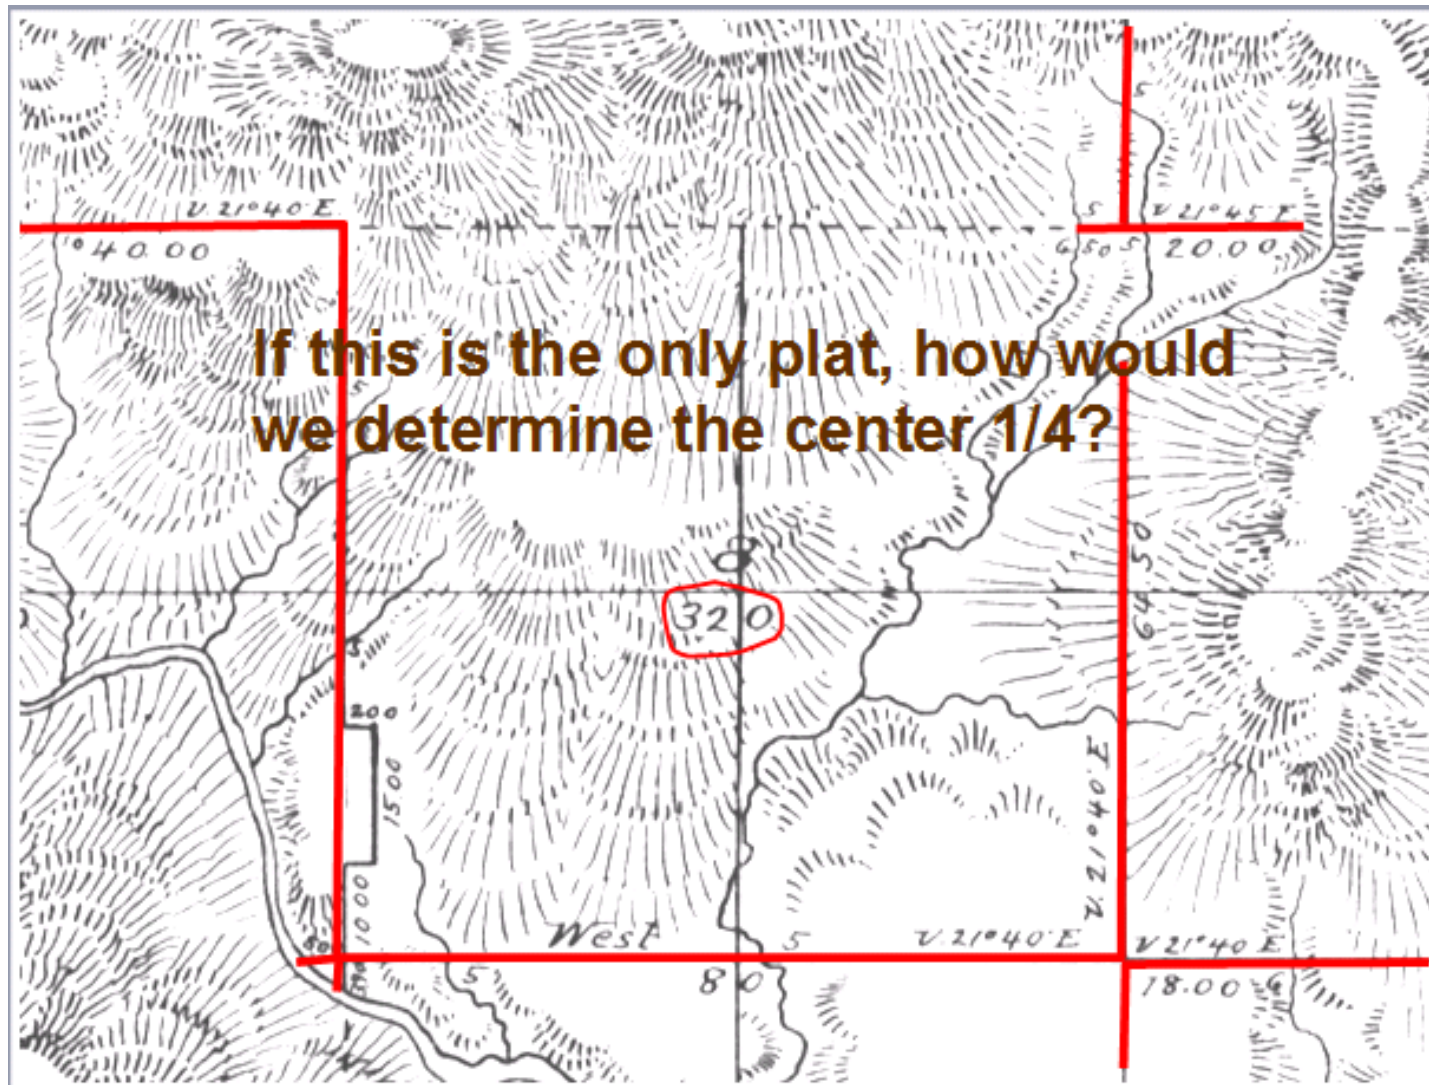 V. 21° 40' E
S
S V. 21° 45' E
40.00
6.50 S 20.00
If this is the only plat, how would
we determine the center 1/4?
S
8
64 50
320
S
200
15 00
V. 21° 40' E
10 00
West S V. 21° 40' E V. 21° 40' E
S 80 78.00